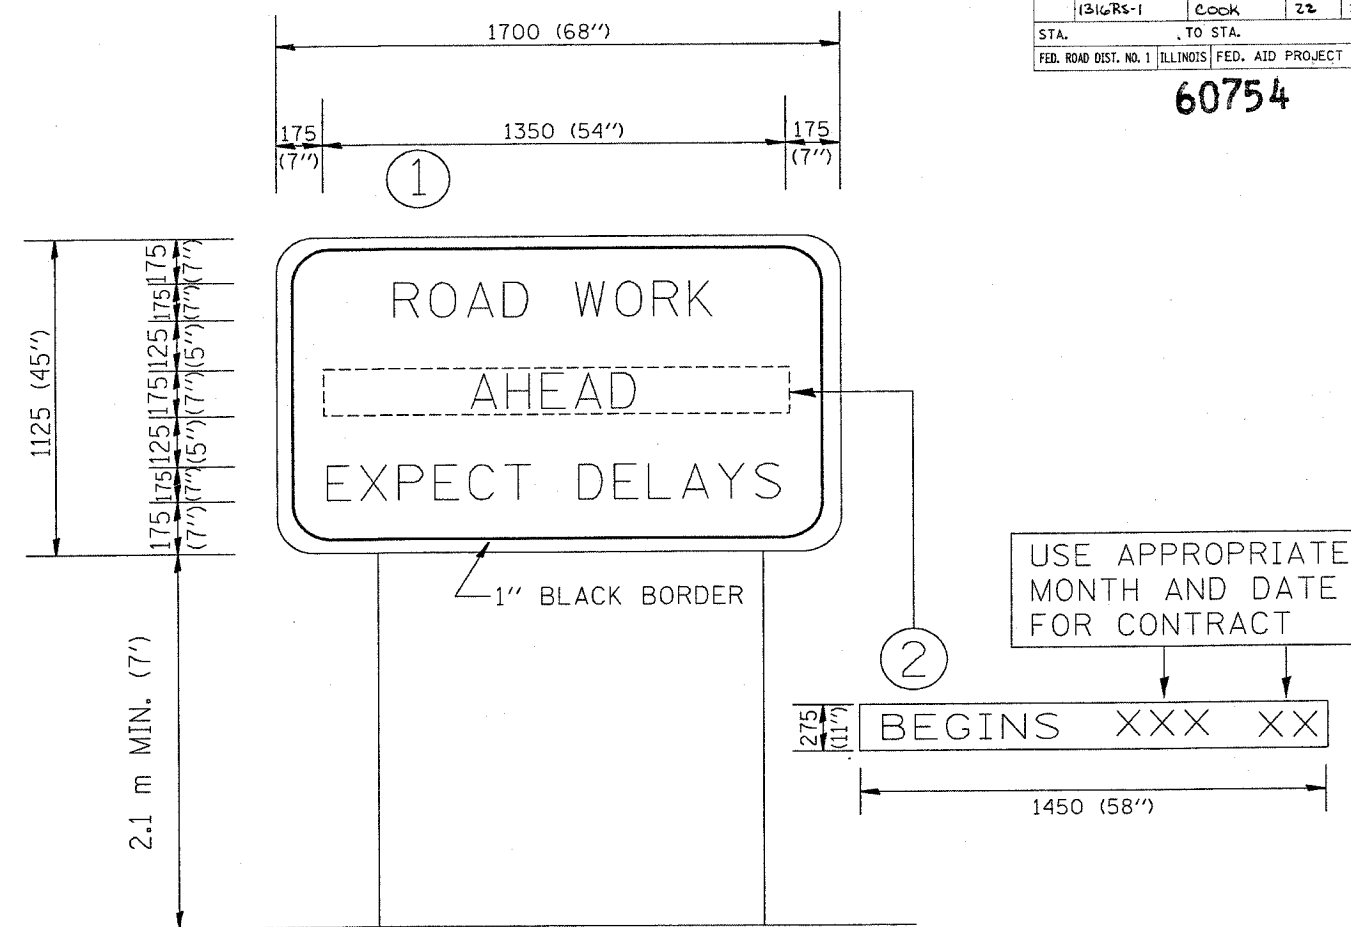 1316RS-1 COOK 22
STA. TO STA.
FED. ROAD DIST. NO. 1 ILLINOIS FED. AID PROJECT
60754
1700 (68")
175 1350 (54") 175
(7") (7")
1
ROAD WORK
AHEAD
EXPECT DELAYS
1" BLACK BORDER
1125 (45")
175 (7")
175 (7")
125 (5")
175 (7")
125 (5")
175 (7")
175 (7")
2.1 m MIN. (7')
USE APPROPRIATE
MONTH AND DATE
FOR CONTRACT
2
275 (11")
BEGINS XXX XX
1450 (58")